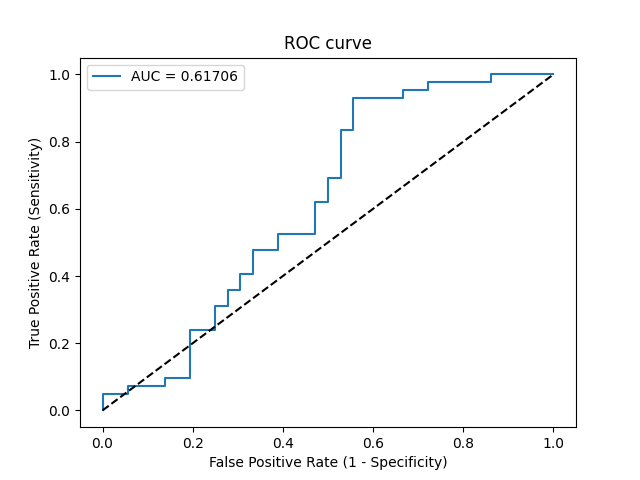 ROC curve
AUC = 0.61706
1.0
0.8
0.6
0.4
0.2
0.0
True Positive Rate (Sensitivity)
0.0 0.2 0.4 0.6 0.8 1.0
False Positive Rate (1 - Specificity)